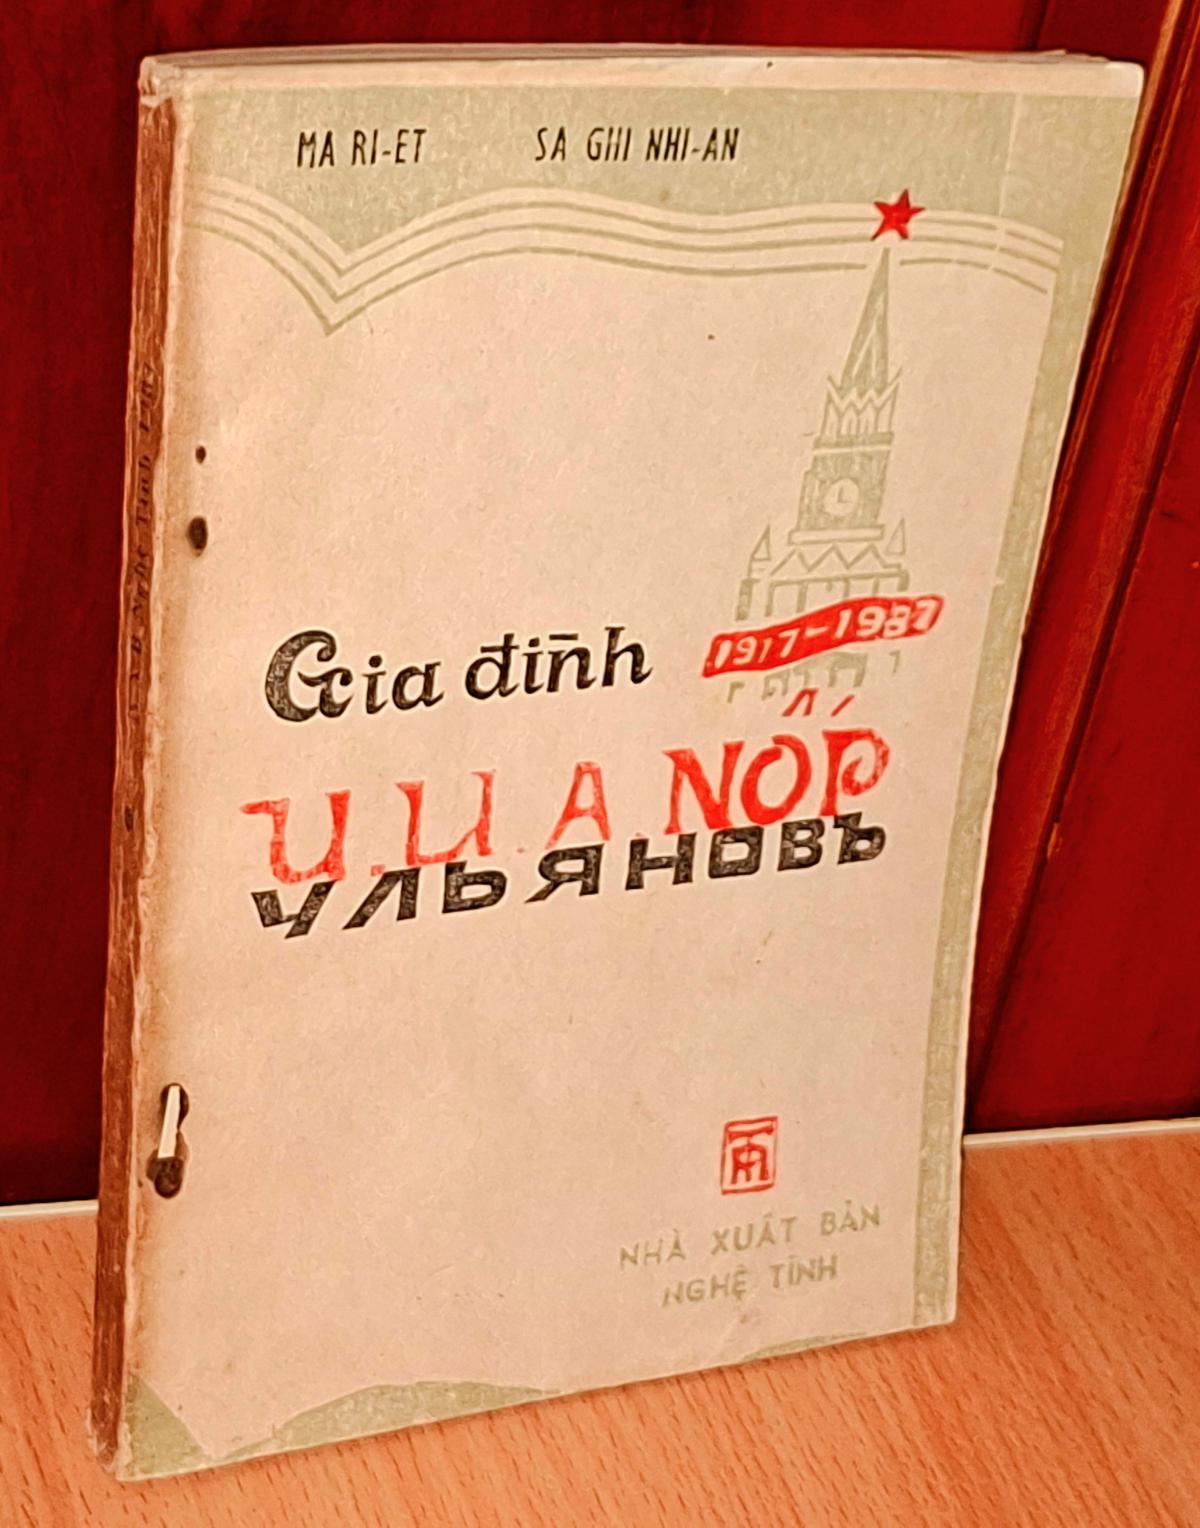 MA RI-ET SA GHI NHI-AN
Gia đình
1917-1987
U.LI.A.NỐP
УЛЬЯНОВЪ
NHÀ XUẤT BẢN
NGHỆ TĨNH